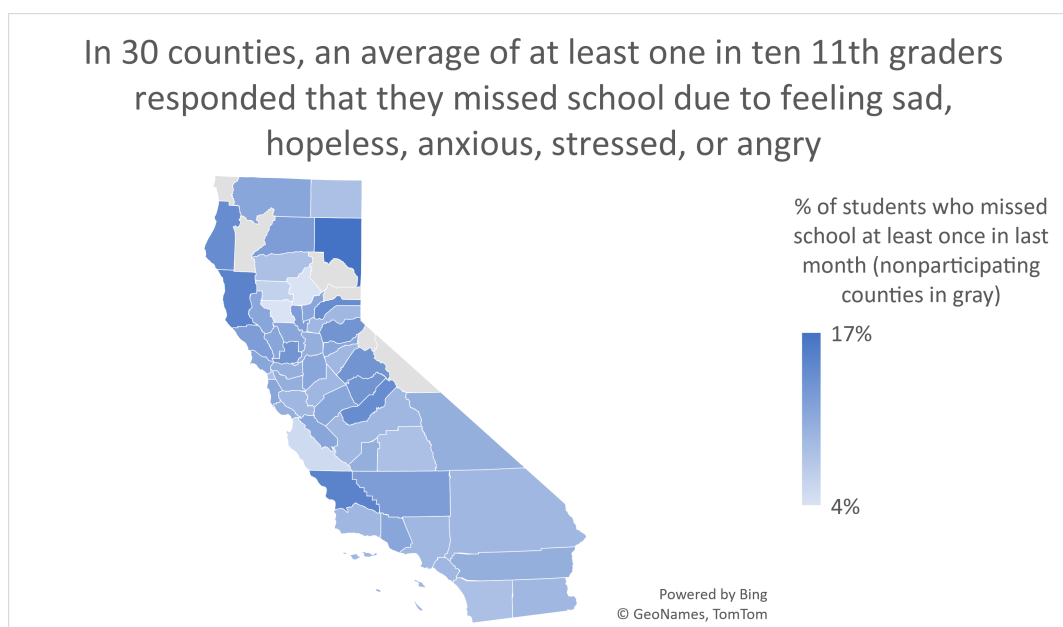 In 30 counties, an average of at least one in ten 11th graders
responded that they missed school due to feeling sad,
hopeless, anxious, stressed, or angry
% of students who missed
school at least once in last
month (nonparticipating
counties in gray)
17%
4%
Powered by Bing
© GeoNames, TomTom